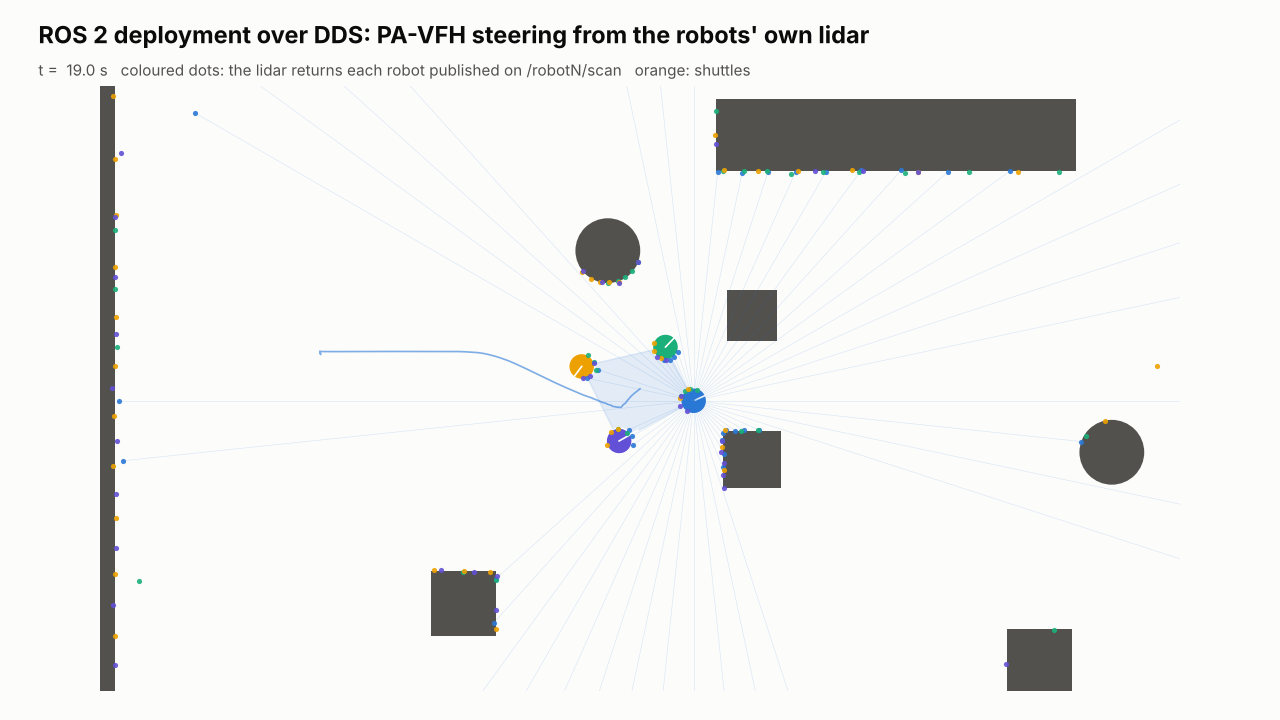 ROS 2 deployment over DDS: PA-VFH steering from the robots' own lidar
t =  19.0 s   coloured dots: the lidar returns each robot published on /robotN/scan   orange: shuttles